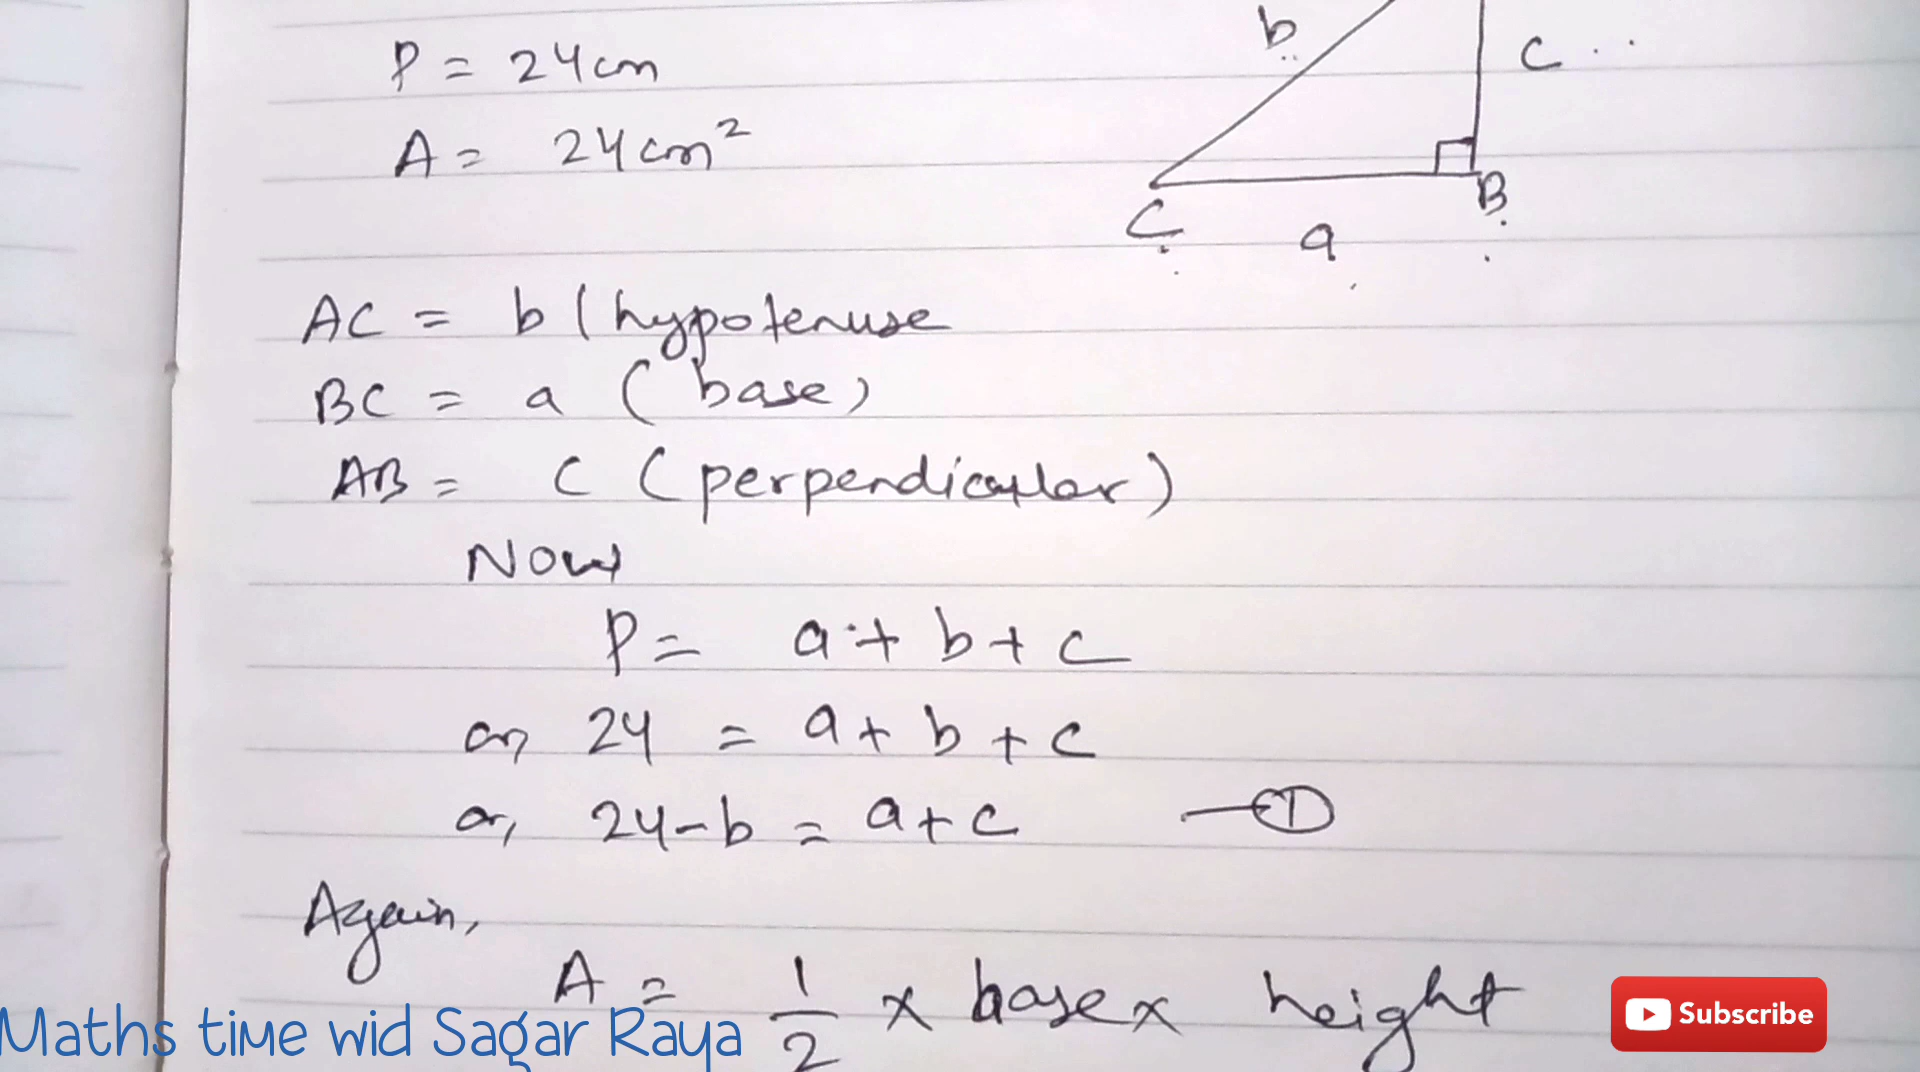 P = 24cm
A = 24cm²
b
c
C
a
B
AC = b (hypotenuse
BC = a (base)
AB = c (perpendicular)
Now
P = a + b + c
or, 24 = a + b + c
or, 24 - b = a + c —①
Again,
A = 1/2 × base × height
Maths time wid Sagar Raya
Subscribe